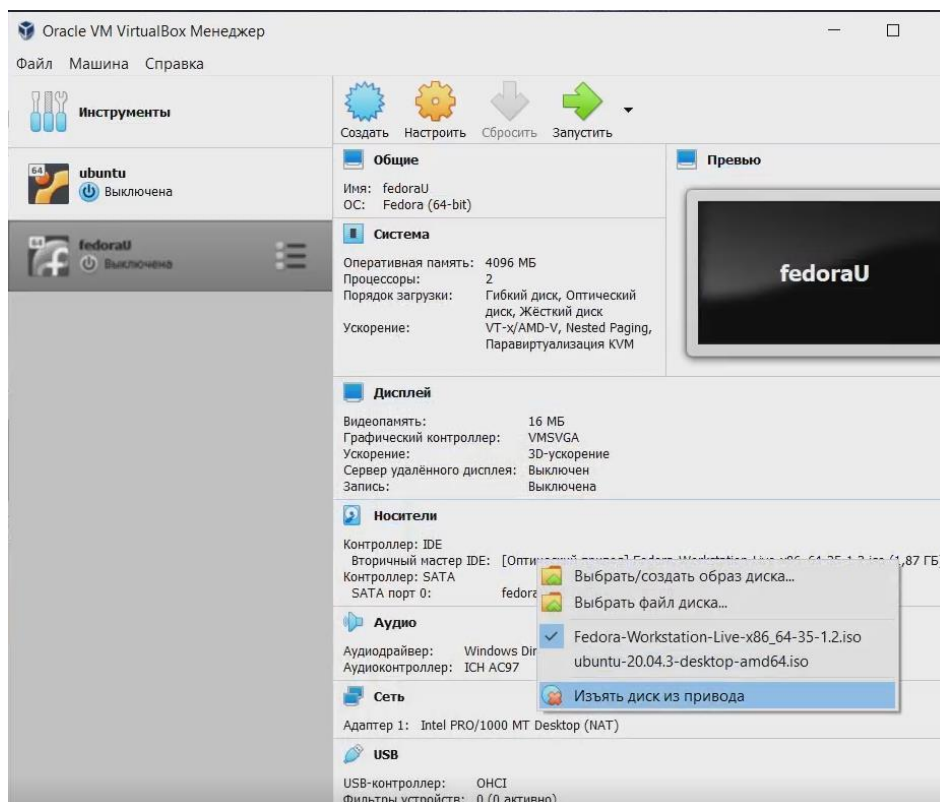 Oracle VM VirtualBox Менеджер
Файл Машина Справка
Инструменты
Создать Настроить Сбросить Запустить
64 ubuntu
Выключена
64 fedoraU
Выключена
Общие
Имя: fedoraU
ОС: Fedora (64-bit)
Превью
fedoraU
Система
Оперативная память: 4096 МБ
Процессоры: 2
Порядок загрузки: Гибкий диск, Оптический
диск, Жёсткий диск
Ускорение: VT-x/AMD-V, Nested Paging,
Паравиртуализация KVM
Дисплей
Видеопамять: 16 МБ
Графический контроллер: VMSVGA
Ускорение: 3D-ускорение
Сервер удалённого дисплея: Выключен
Запись: Выключена
Носители
Контроллер: IDE
Вторичный мастер IDE: [Оптический привод] Fedora-Workstation-Live-x86_64-35-1.2.iso (1,87 ГБ)
Контроллер: SATA
SATA порт 0: fedora
Выбрать/создать образ диска...
Выбрать файл диска...
Fedora-Workstation-Live-x86_64-35-1.2.iso
ubuntu-20.04.3-desktop-amd64.iso
Изъять диск из привода
Аудио
Аудиодрайвер: Windows Dir
Аудиоконтроллер: ICH AC97
Сеть
Адаптер 1: Intel PRO/1000 MT Desktop (NAT)
USB
USB-контроллер: OHCI
Фильтры устройств: 0 (0 активно)